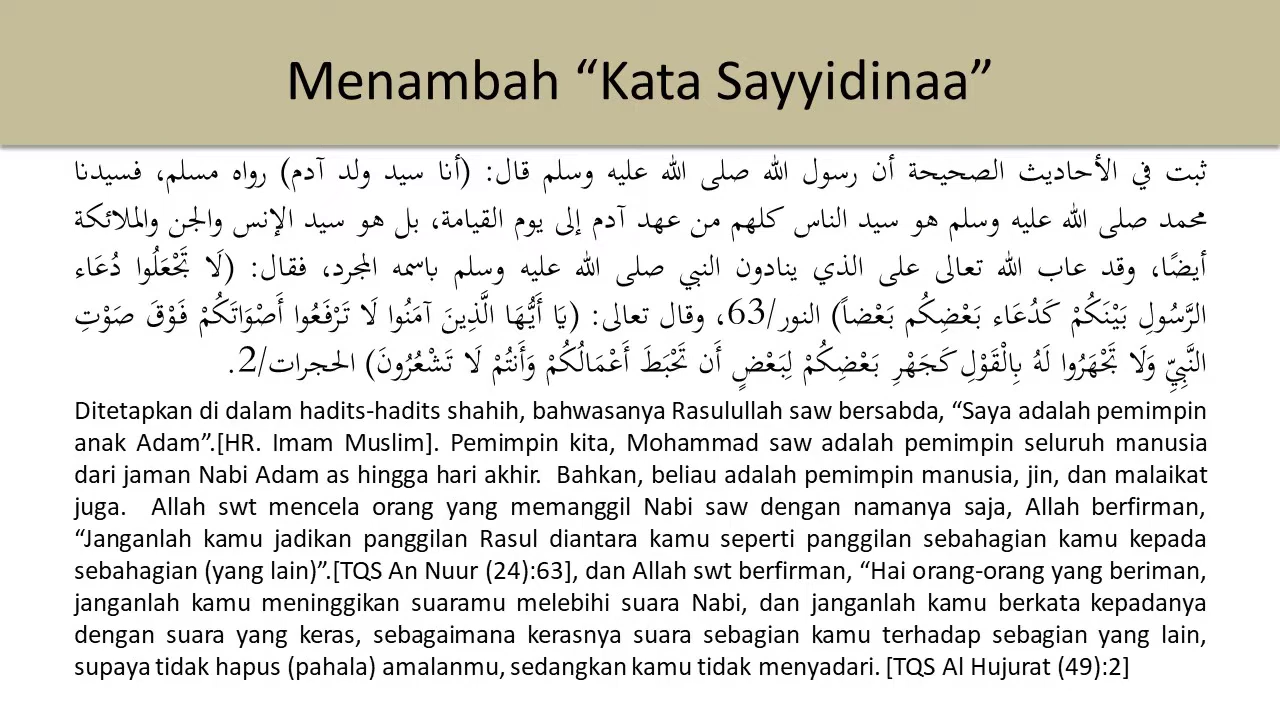 Menambah “Kata Sayyidinaa”
ثبت في الأحاديث الصحيحة أن رسول الله صلى الله عليه وسلم قال: (أنا سيد ولد آدم) رواه مسلم، فسيدنا
محمد صلى الله عليه وسلم هو سيد الناس كلهم من عهد آدم إلى يوم القيامة، بل هو سيد الإنس والجن والملائكة
أيضًا، وقد عاب الله تعالى على الذي ينادون النبي صلى الله عليه وسلم باسمه المجرد، فقال: (لَا تَجْعَلُوا دُعَاء
الرَّسُولِ بَيْنَكُمْ كَدُعَاء بَعْضِكُم بَعْضاً) النور/63، وقال تعالى: (يَا أَيُّهَا الَّذِينَ آمَنُوا لَا تَرْفَعُوا أَصْوَاتَكُمْ فَوْقَ صَوْتِ
النَّبِيِّ وَلَا تَجْهَرُوا لَهُ بِالْقَوْلِ كَجَهْرِ بَعْضِكُمْ لِبَعْضٍ أَن تَحْبَطَ أَعْمَالُكُمْ وَأَنتُمْ لَا تَشْعُرُونَ) الحجرات/2.
Ditetapkan di dalam hadits-hadits shahih, bahwasanya Rasulullah saw bersabda, “Saya adalah pemimpin
anak Adam”.[HR. Imam Muslim]. Pemimpin kita, Mohammad saw adalah pemimpin seluruh manusia
dari jaman Nabi Adam as hingga hari akhir. Bahkan, beliau adalah pemimpin manusia, jin, dan malaikat
juga. Allah swt mencela orang yang memanggil Nabi saw dengan namanya saja, Allah berfirman,
“Janganlah kamu jadikan panggilan Rasul diantara kamu seperti panggilan sebahagian kamu kepada
sebahagian (yang lain)”.[TQS An Nuur (24):63], dan Allah swt berfirman, “Hai orang-orang yang beriman,
janganlah kamu meninggikan suaramu melebihi suara Nabi, dan janganlah kamu berkata kepadanya
dengan suara yang keras, sebagaimana kerasnya suara sebagian kamu terhadap sebagian yang lain,
supaya tidak hapus (pahala) amalanmu, sedangkan kamu tidak menyadari. [TQS Al Hujurat (49):2]